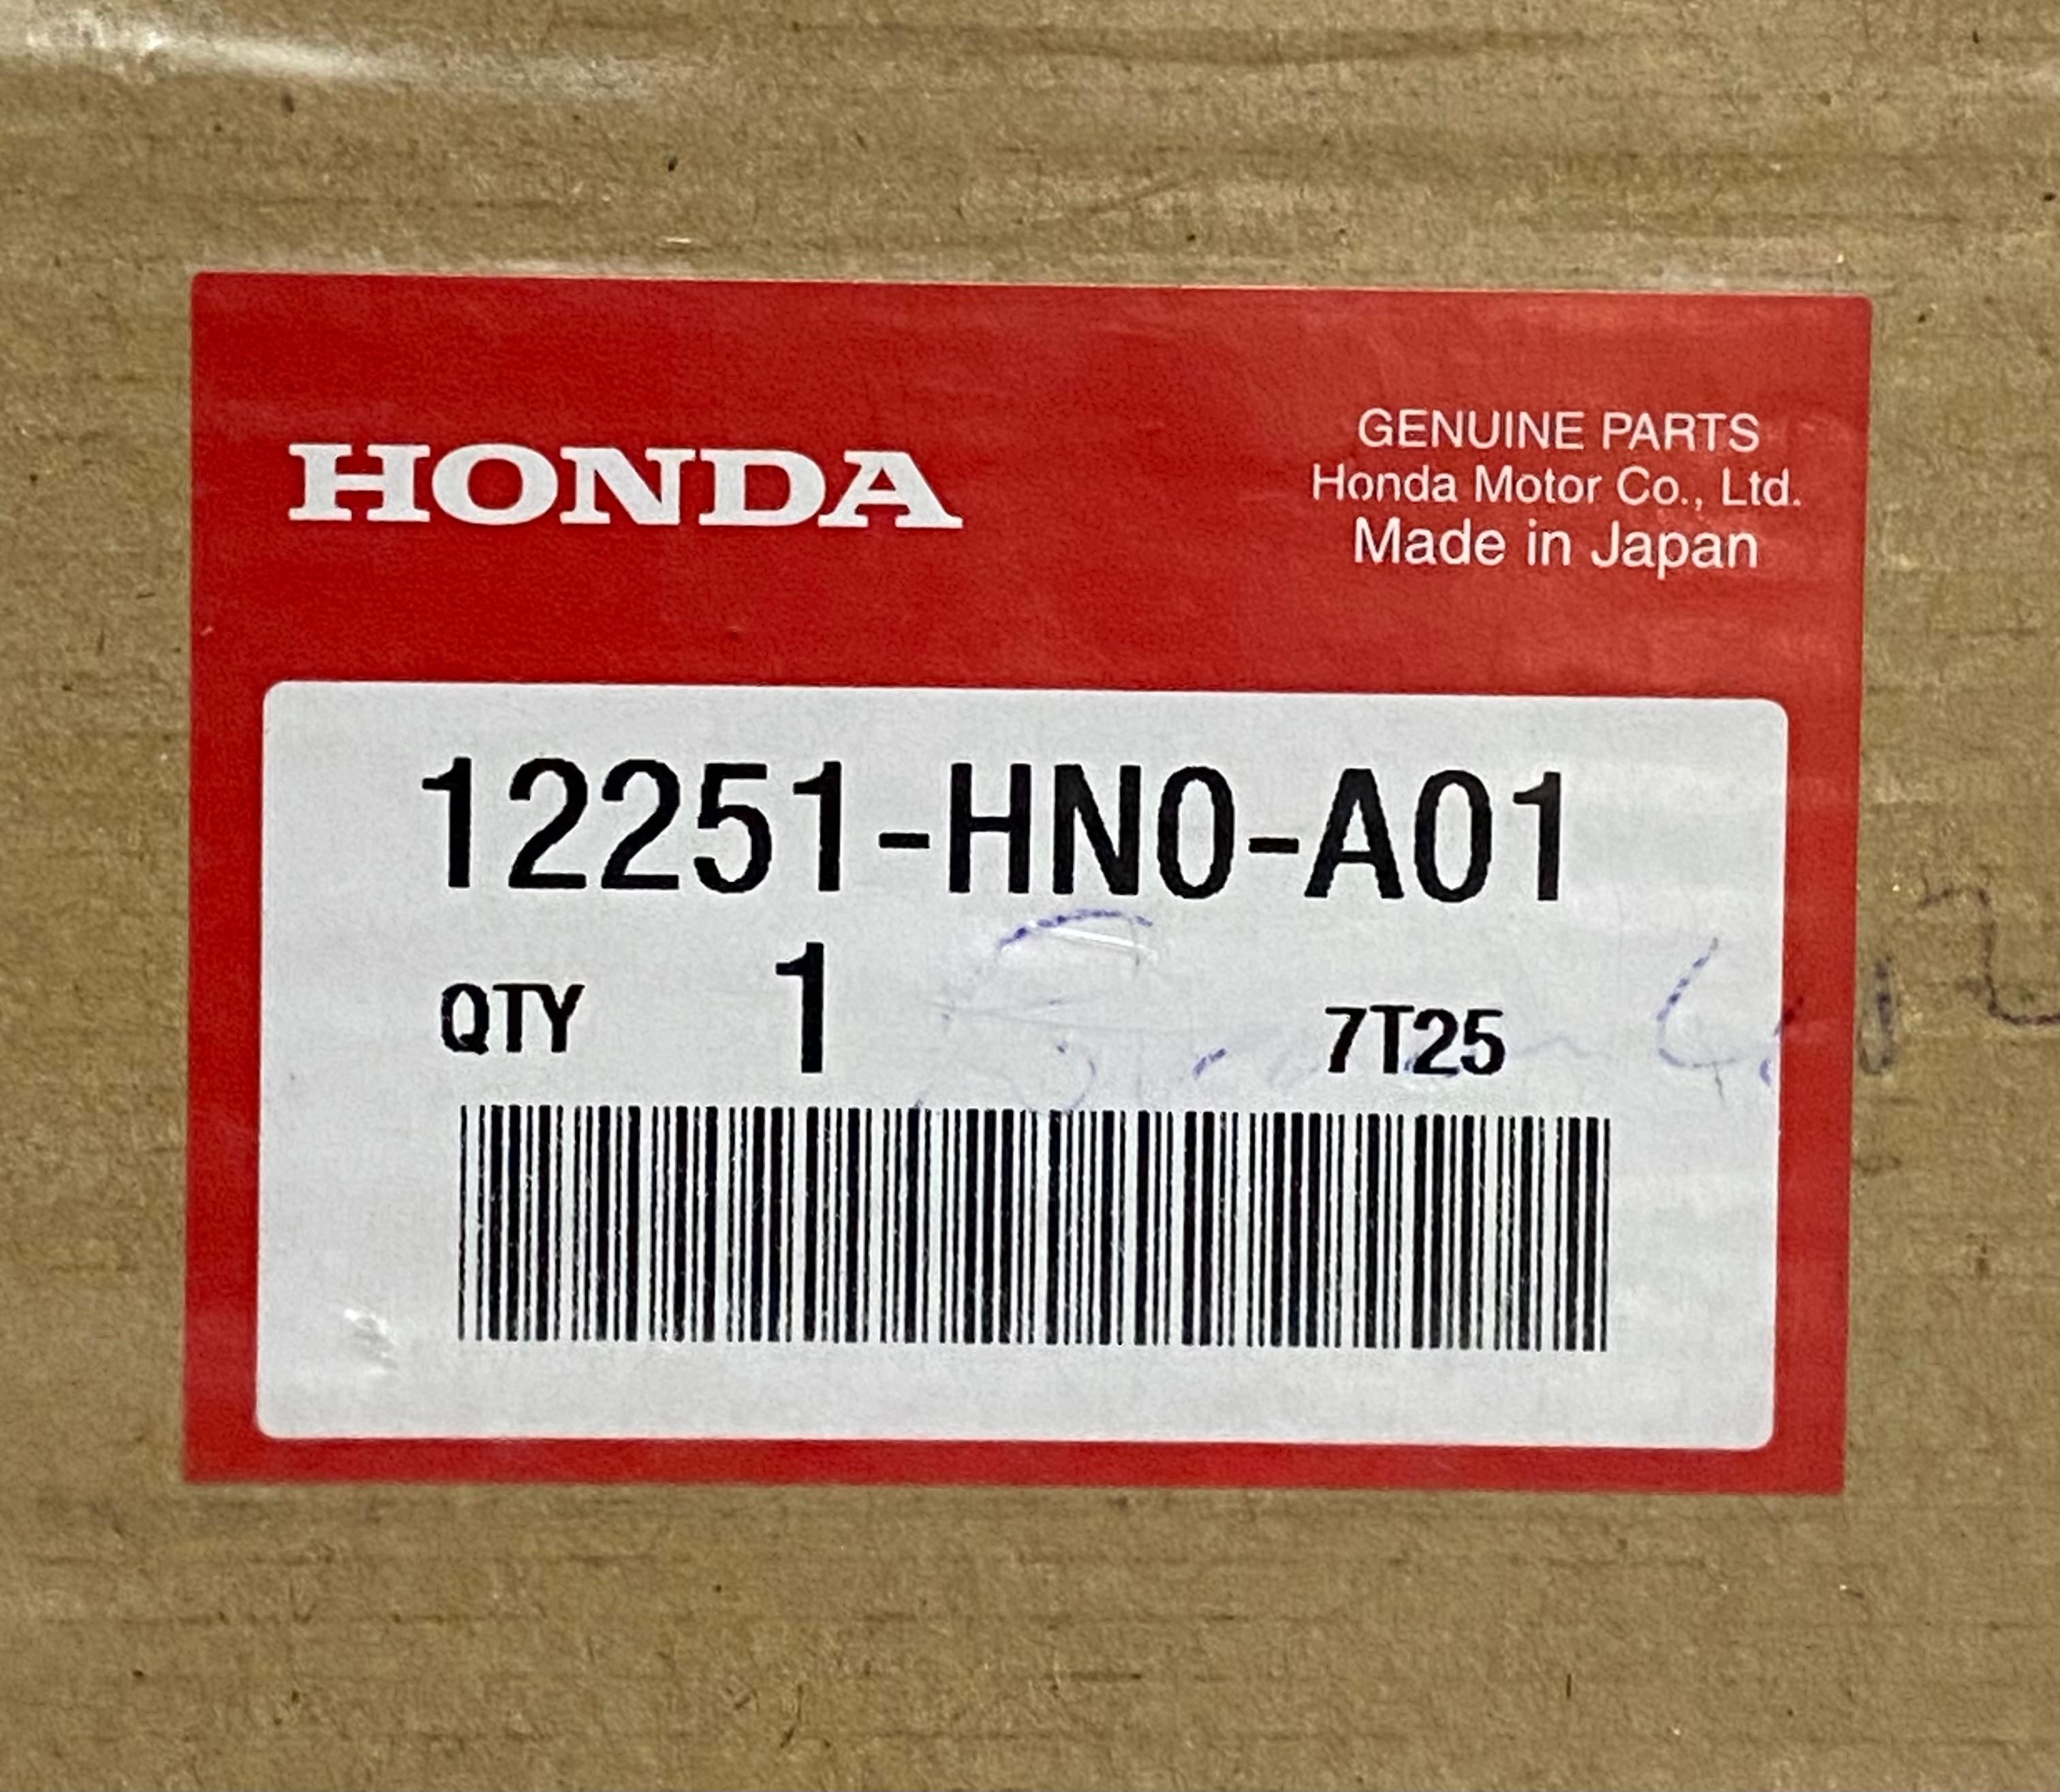 HONDA
GENUINE PARTS
Honda Motor Co., Ltd.
Made in Japan
12251-HN0-A01
QTY 1 7T25